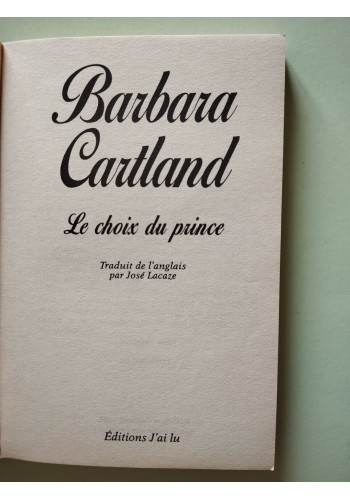 Barbara
Cartland
Le choix du prince
Traduit de l'anglais
par José Lacaze
Éditions J'ai lu